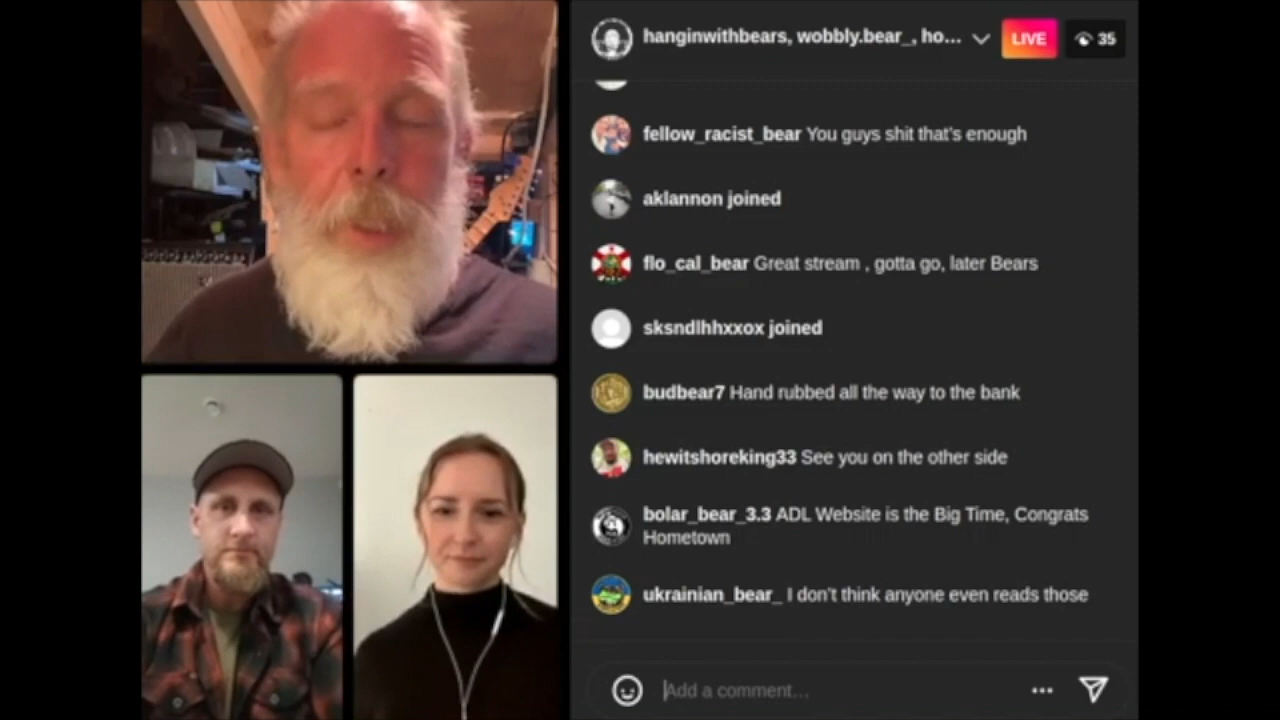 hanginwithbears, wobbly.bear_, ho...
LIVE
35
fellow_racist_bear You guys shit that's enough
aklannon joined
flo_cal_bear Great stream , gotta go, later Bears
sksndlhhxxox joined
budbear7 Hand rubbed all the way to the bank
hewitshoreking33 See you on the other side
bolar_bear_3.3 ADL Website is the Big Time, Congrats
Hometown
ukrainian_bear_ I don't think anyone even reads those
Add a comment...